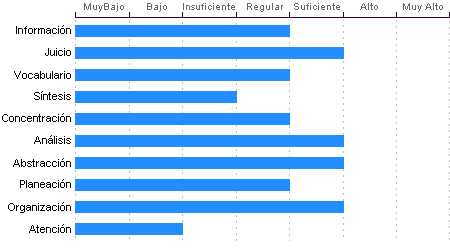 MuyBajo Bajo Insuficiente Regular Suficiente Alto Muy Alto
Información
Juicio
Vocabulario
Síntesis
Concentración
Análisis
Abstracción
Planeación
Organización
Atención